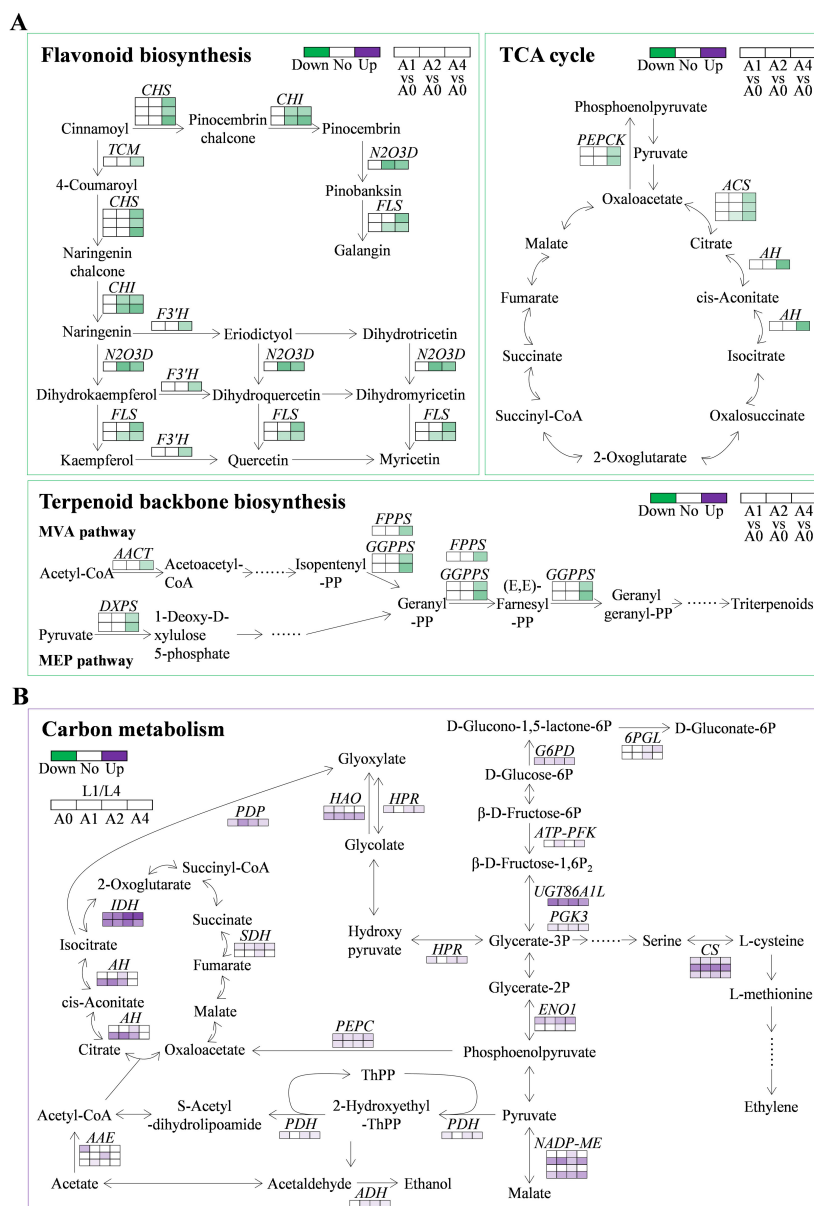 A
Flavonoid biosynthesis
Down No Up
A1 A2 A4
vs vs vs
A0 A0 A0
CHS
CHI
Cinnamoyl
Pinocembrin
chalcone
Pinocembrin
TCM
N2O3D
4-Coumaroyl
Pinobanksin
CHS
FLS
Naringenin
chalcone
Galangin
CHI
F3'H
Naringenin
Eriodictyol
Dihydrotricetin
N2O3D
N2O3D
N2O3D
F3'H
Dihydrokaempferol
Dihydroquercetin
Dihydromyricetin
FLS
FLS
FLS
F3'H
Kaempferol
Quercetin
Myricetin
TCA cycle
Down No Up
A1 A2 A4
vs vs vs
A0 A0 A0
Phosphoenolpyruvate
PEPCK
Pyruvate
Oxaloacetate
ACS
Malate
Citrate
AH
Fumarate
cis-Aconitate
AH
Succinate
Isocitrate
Succinyl-CoA
Oxalosuccinate
2-Oxoglutarate
Terpenoid backbone biosynthesis
Down No Up
A1 A2 A4
vs vs vs
A0 A0 A0
MVA pathway
FPPS
AACT
GGPPS
FPPS
Acetyl-CoA
Acetoacetyl-
CoA
······
Isopentenyl
-PP
GGPPS
(E,E)-
GGPPS
DXPS
Geranyl
-PP
Farnesyl
-PP
Geranyl
geranyl-PP
······
Triterpenoids
Pyruvate
1-Deoxy-D-
xylulose
5-phosphate
······
MEP pathway
B
Carbon metabolism
Down No Up
L1/L4
A0 A1 A2 A4
D-Glucono-1,5-lactone-6P
6PGL
D-Gluconate-6P
G6PD
Glyoxylate
D-Glucose-6P
PDP
HAO
HPR
β-D-Fructose-6P
ATP-PFK
Glycolate
β-D-Fructose-1,6P₂
Succinyl-CoA
2-Oxoglutarate
UGT86A1L
IDH
Succinate
PGK3
Isocitrate
SDH
Hydroxy
pyruvate
HPR
Glycerate-3P
······
Serine
CS
L-cysteine
AH
Fumarate
Glycerate-2P
L-methionine
cis-Aconitate
AH
Malate
ENO1
Citrate
Oxaloacetate
PEPC
Phosphoenolpyruvate
······
ThPP
Acetyl-CoA
S-Acetyl
-dihydrolipoamide
PDH
2-Hydroxyethyl
-ThPP
PDH
Pyruvate
Ethylene
AAE
NADP-ME
Acetate
Acetaldehyde
ADH
Ethanol
Malate